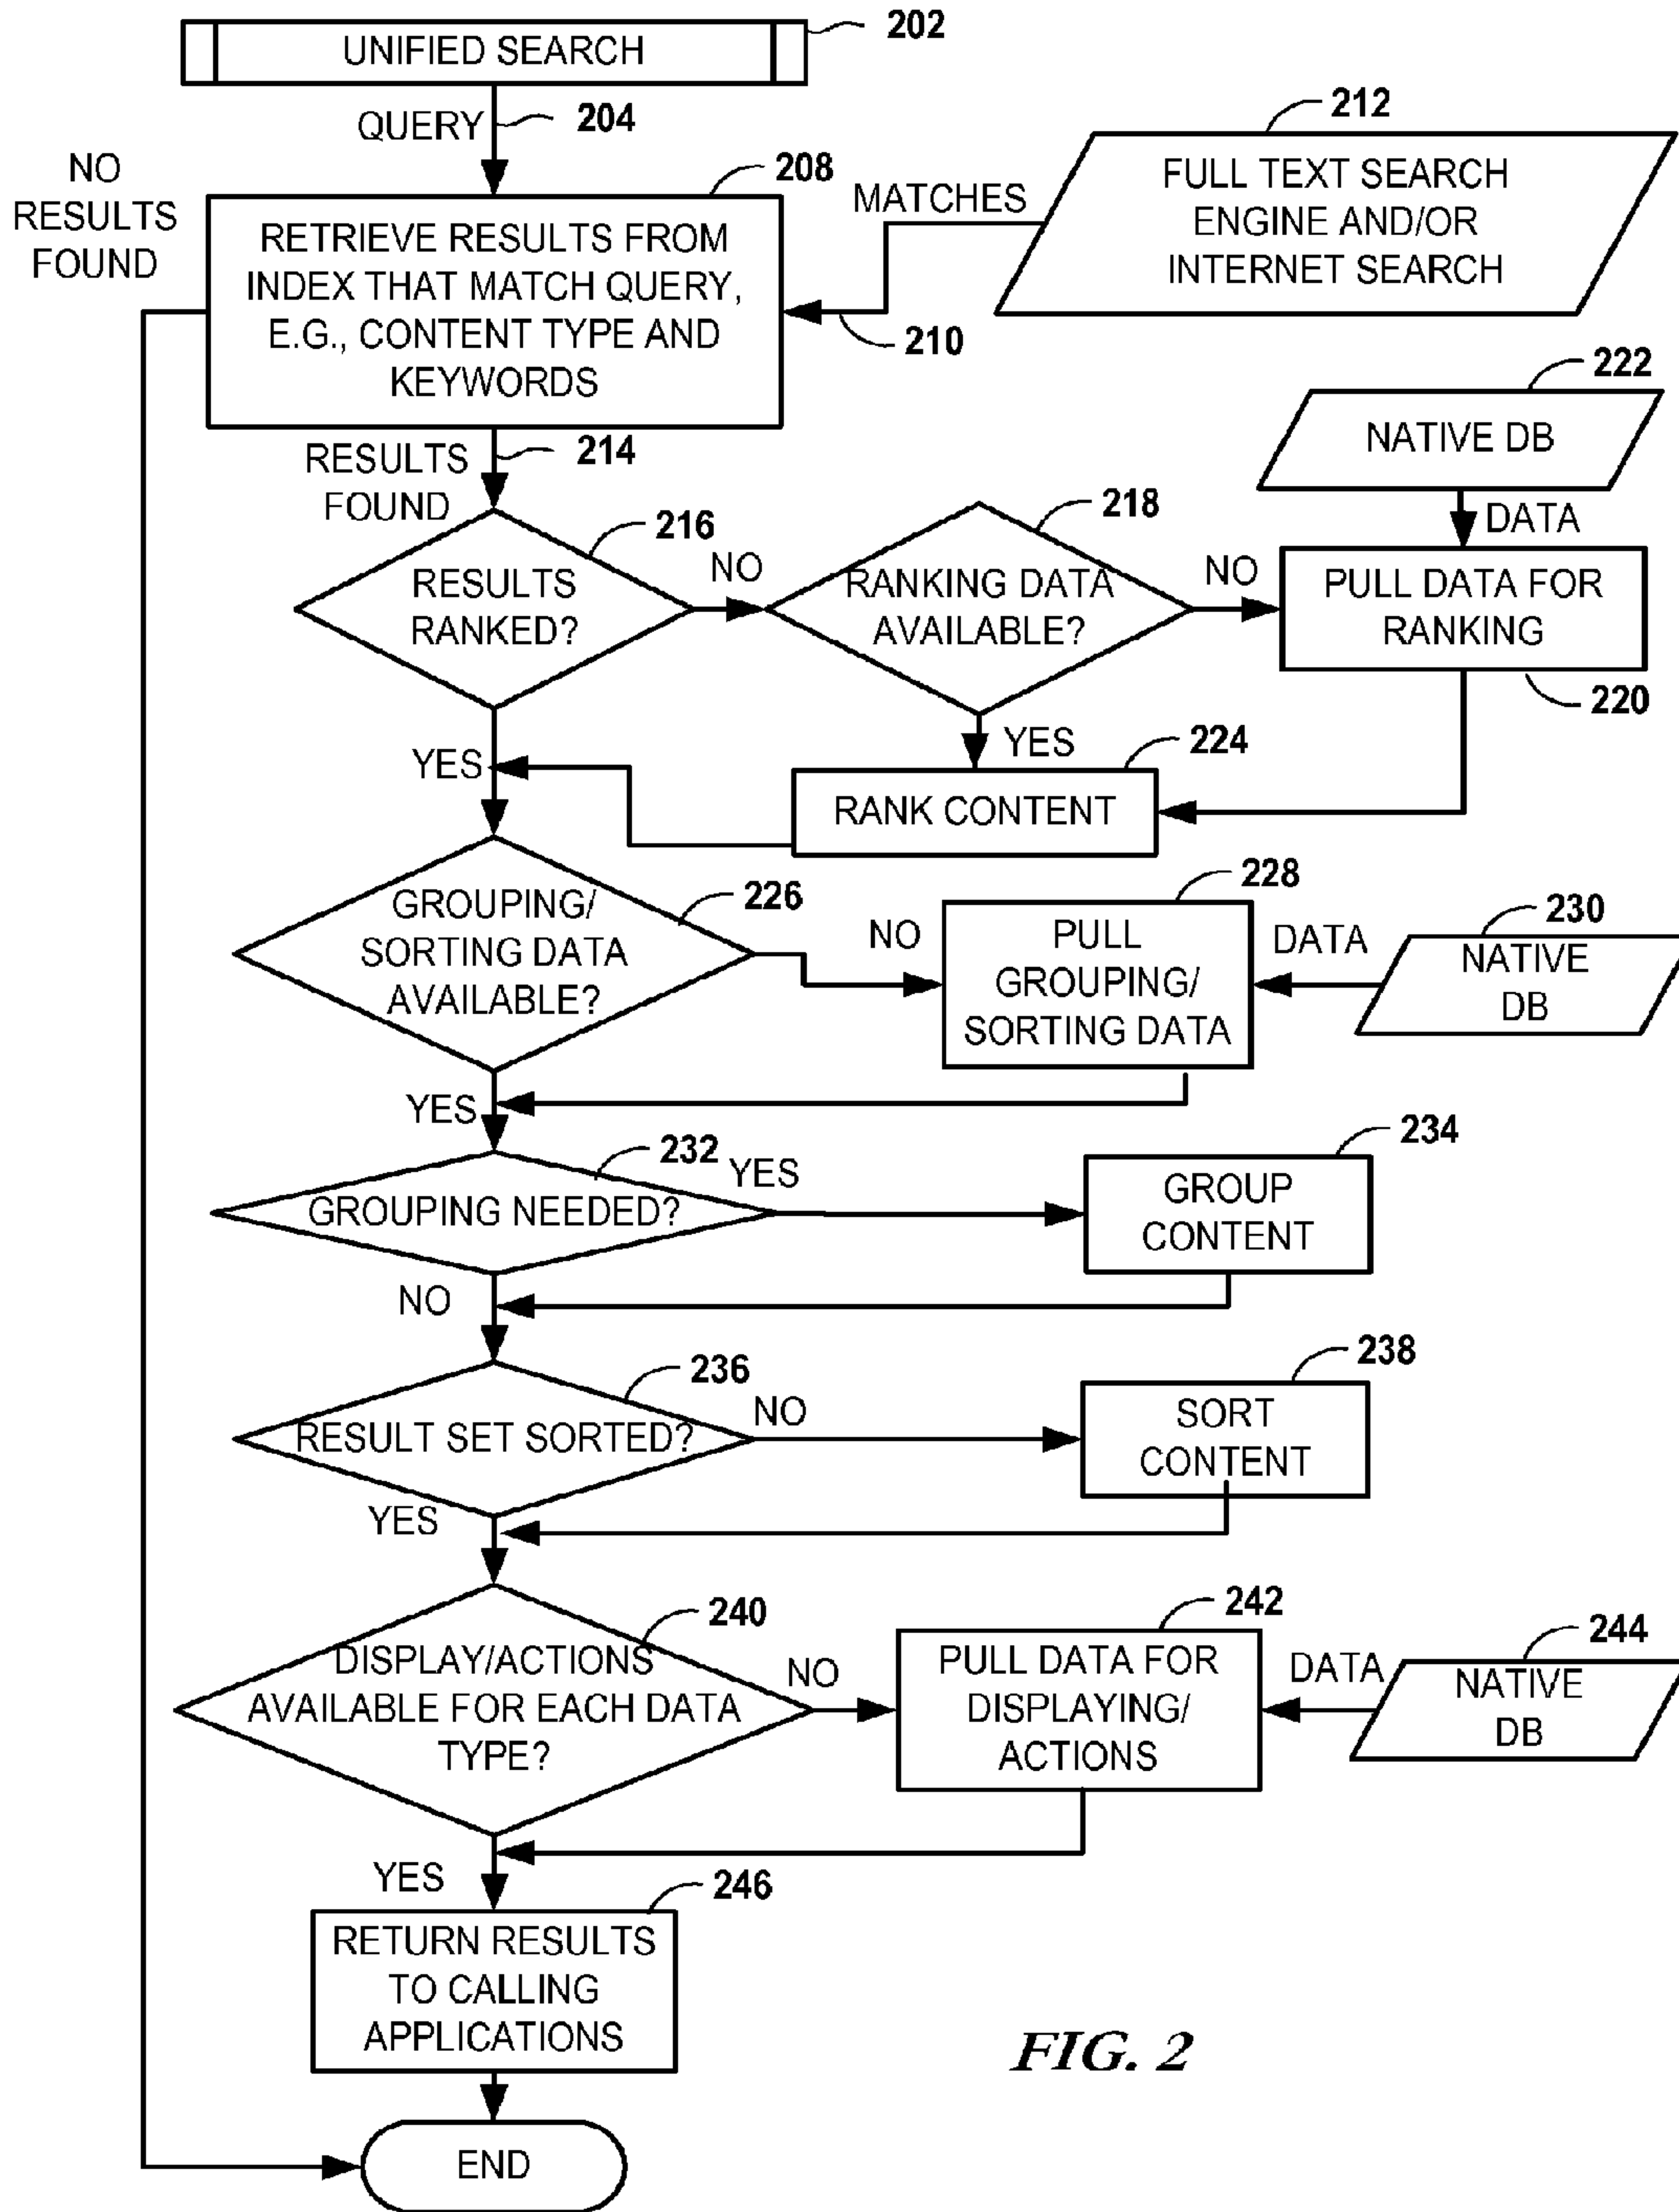 UNIFIED SEARCH
202
QUERY
204
NO
RESULTS
FOUND
208
RETRIEVE RESULTS FROM
INDEX THAT MATCH QUERY,
E.G., CONTENT TYPE AND
KEYWORDS
MATCHES
210
212
FULL TEXT SEARCH
ENGINE AND/OR
INTERNET SEARCH
RESULTS
FOUND
214
216
RESULTS
RANKED?
NO
218
RANKING DATA
AVAILABLE?
NO
222
NATIVE DB
DATA
PULL DATA FOR
RANKING
220
YES
YES
224
RANK CONTENT
226
GROUPING/
SORTING DATA
AVAILABLE?
NO
228
PULL
GROUPING/
SORTING DATA
DATA
230
NATIVE
DB
YES
232
GROUPING NEEDED?
YES
234
GROUP
CONTENT
NO
236
RESULT SET SORTED?
NO
238
SORT
CONTENT
YES
240
DISPLAY/ACTIONS
AVAILABLE FOR EACH DATA
TYPE?
NO
242
PULL DATA FOR
DISPLAYING/
ACTIONS
DATA
244
NATIVE
DB
YES
246
RETURN RESULTS
TO CALLING
APPLICATIONS
END
FIG. 2